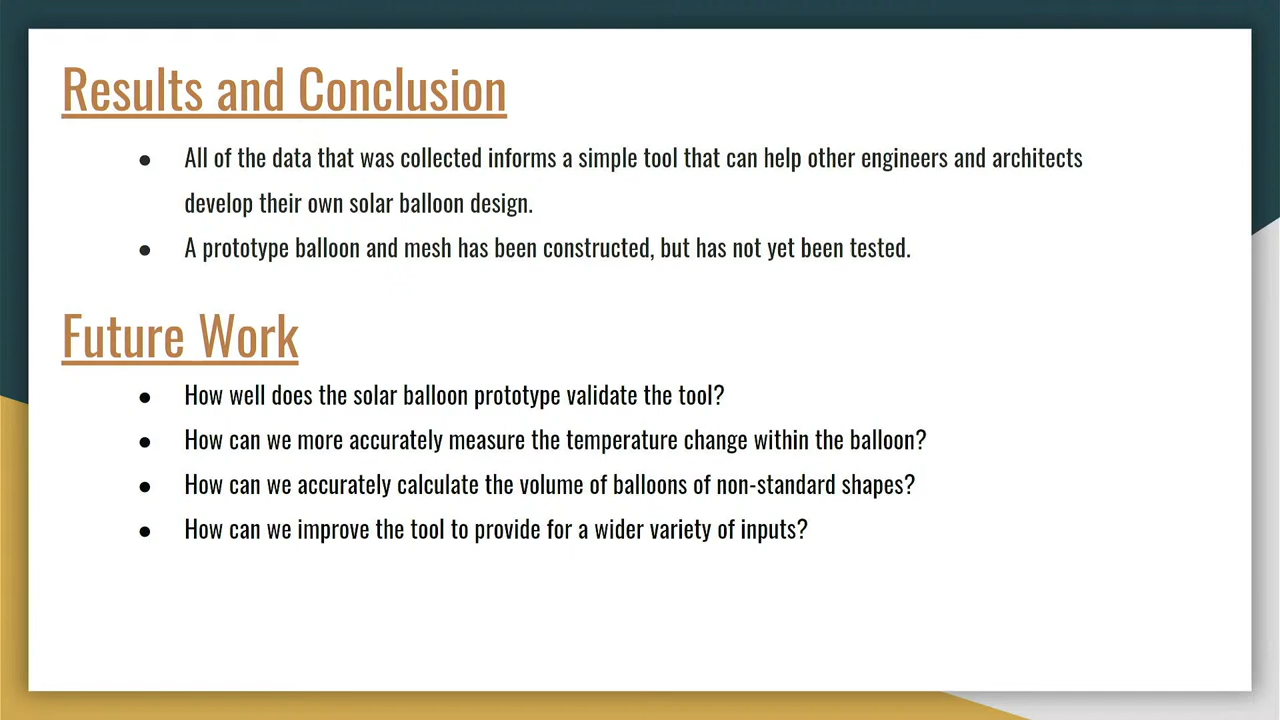 Results and Conclusion
● All of the data that was collected informs a simple tool that can help other engineers and architects
develop their own solar balloon design.
● A prototype balloon and mesh has been constructed, but has not yet been tested.
Future Work
● How well does the solar balloon prototype validate the tool?
● How can we more accurately measure the temperature change within the balloon?
● How can we accurately calculate the volume of balloons of non-standard shapes?
● How can we improve the tool to provide for a wider variety of inputs?